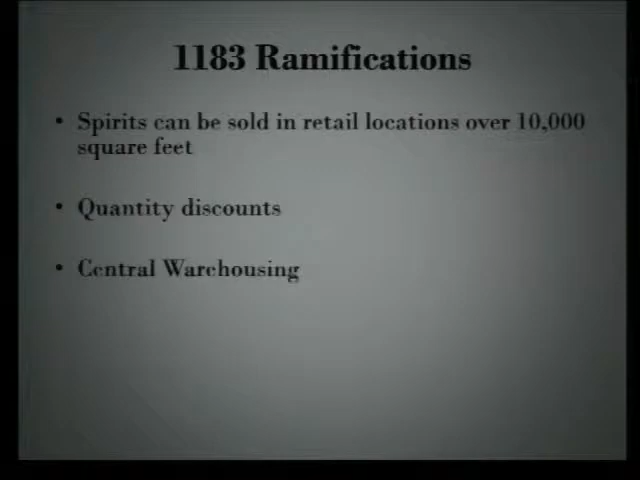 1183 Ramifications
• Spirits can be sold in retail locations over 10,000
square feet
• Quantity discounts
• Central Warehousing